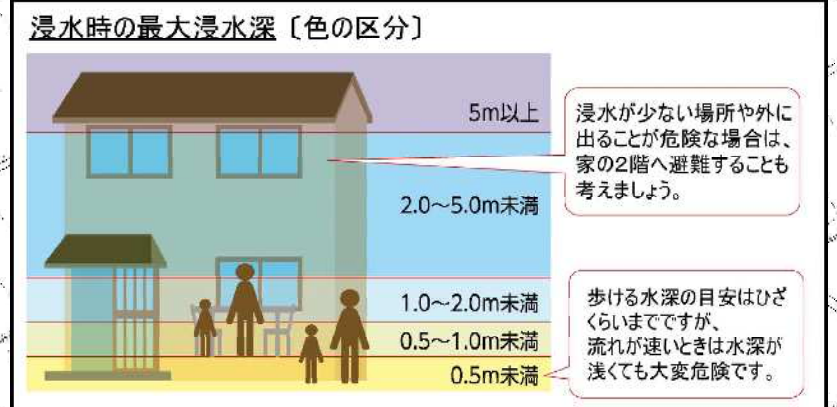 浸水時の最大浸水深〔色の区分〕
5m以上
浸水が少ない場所や外に
出ることが危険な場合は、
家の2階へ避難することも
考えましょう。
2.0～5.0m未満
1.0～2.0m未満
0.5～1.0m未満
0.5m未満
歩ける水深の目安はひざ
くらいまでですが、
流れが速いときは水深が
浅くても大変危険です。